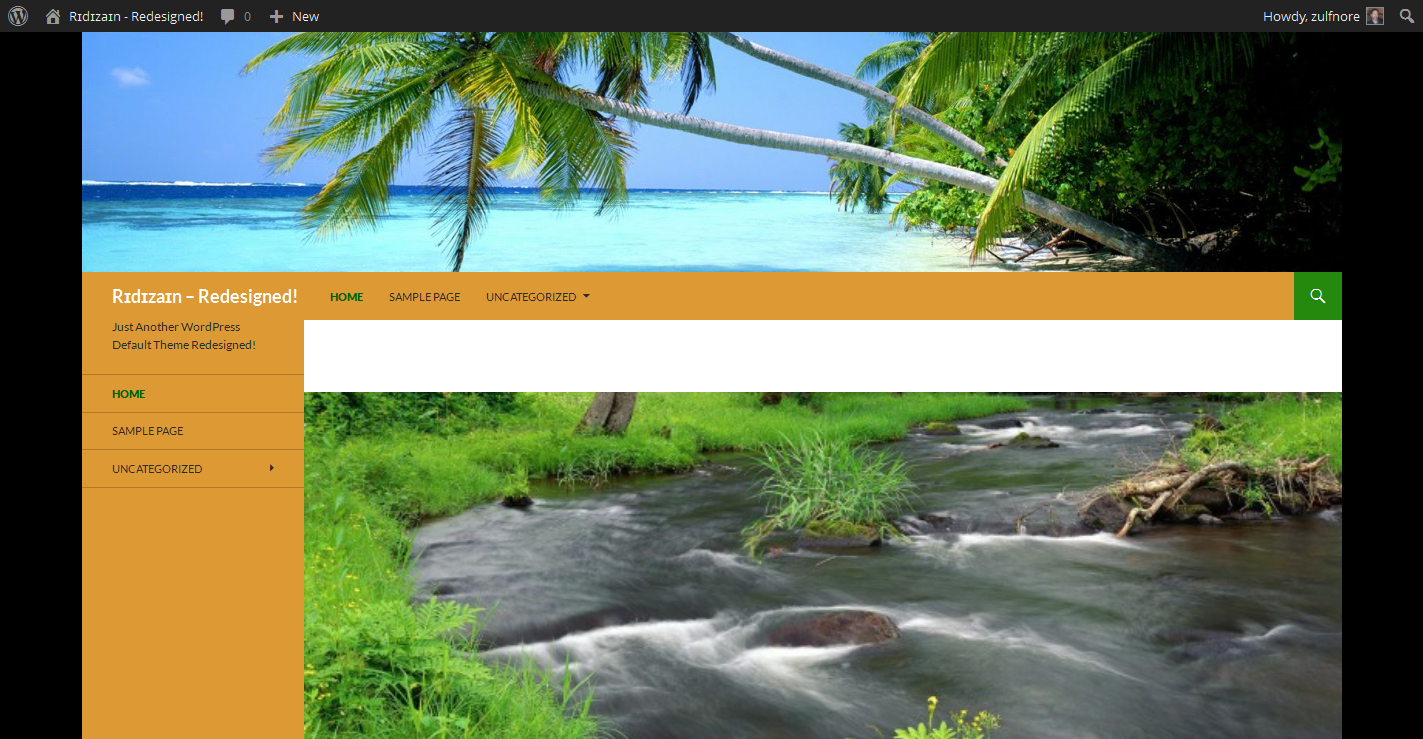 Rɪdɪzaɪn - Redesigned! 0 New Howdy, zulfnore
Rɪdɪzaɪn – Redesigned! HOME SAMPLE PAGE UNCATEGORIZED
Just Another WordPress
Default Theme Redesigned!
HOME
SAMPLE PAGE
UNCATEGORIZED